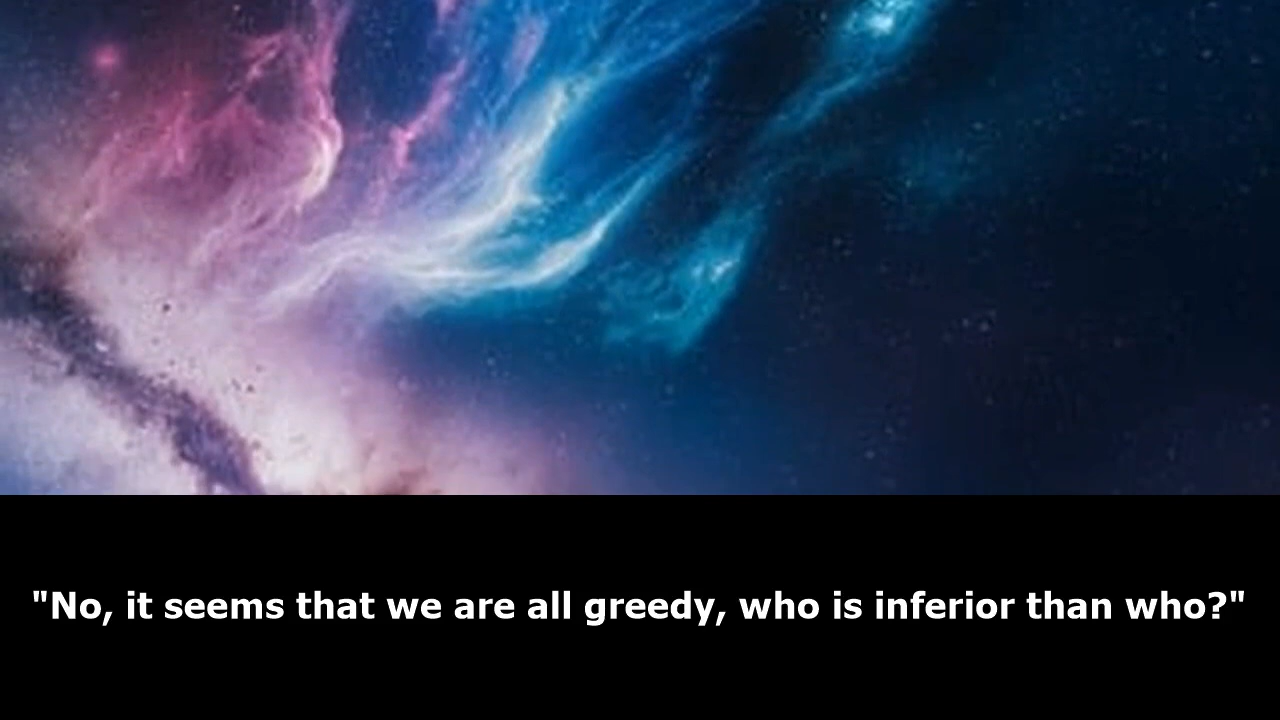 "No, it seems that we are all greedy, who is inferior than who?"